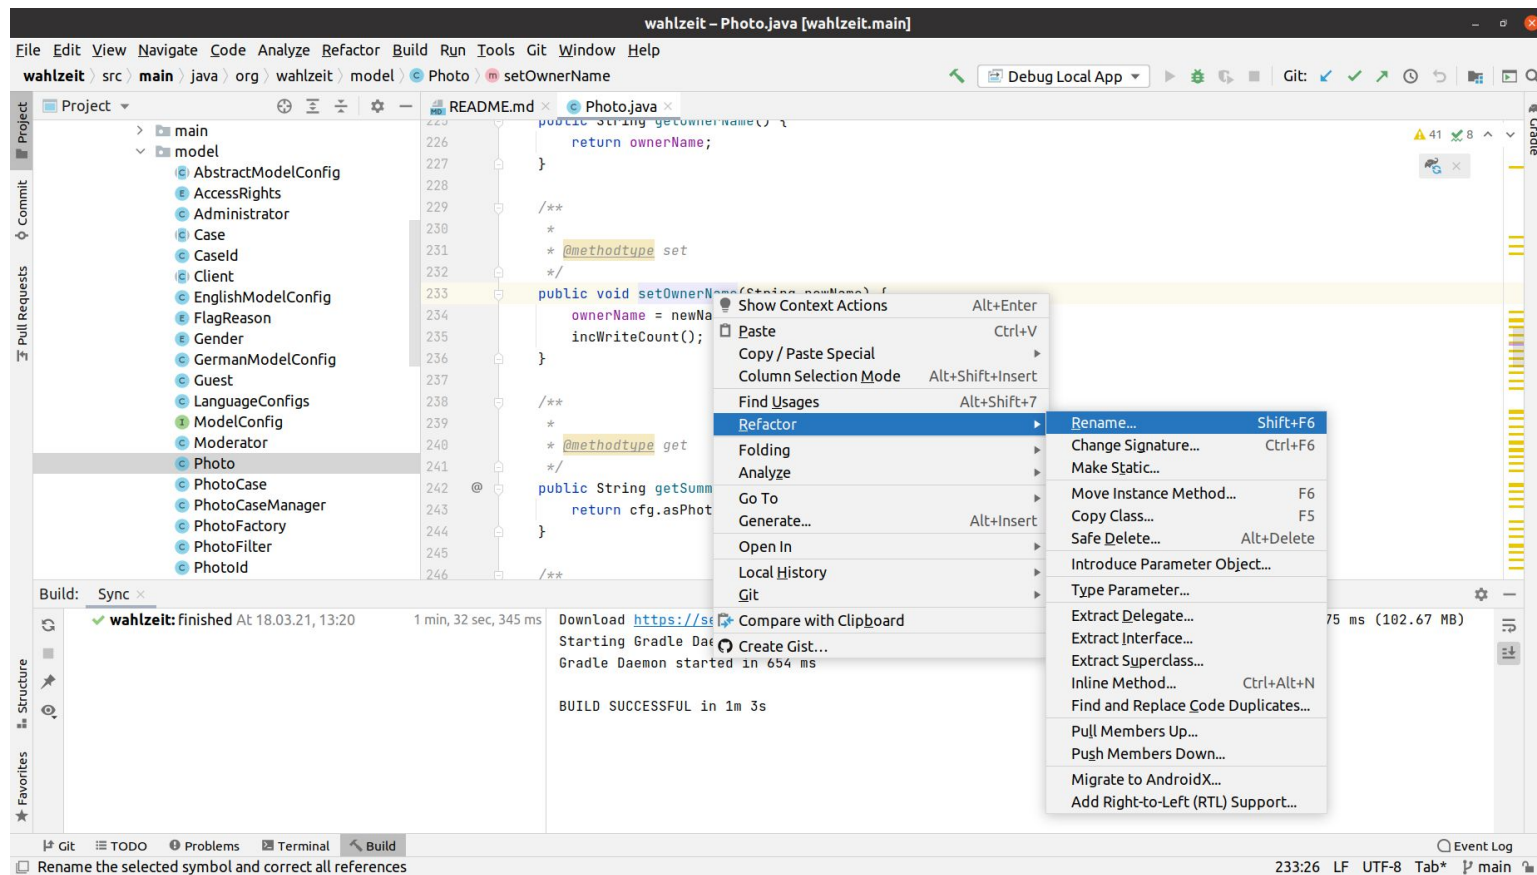 wahlzeit – Photo.java [wahlzeit.main]
File Edit View Navigate Code Analyze Refactor Build Run Tools Git Window Help
wahlzeit src main java org wahlzeit model Photo setOwnerName Debug Local App Git:
Project
README.md
Photo.java
main
model
AbstractModelConfig
AccessRights
Administrator
Case
CaseId
Client
EnglishModelConfig
FlagReason
Gender
GermanModelConfig
Guest
LanguageConfigs
ModelConfig
Moderator
Photo
PhotoCase
PhotoCaseManager
PhotoFactory
PhotoFilter
PhotoId
225 public String getOwnerName() {
226 return ownerName;
227 }
228
229 /**
230 *
231 * @methodtype set
232 */
233 public void setOwnerName(String newName) {
234 ownerName = newNa
235 incWriteCount();
236 }
237
238 /**
239 *
240 * @methodtype get
241 */
242 @ public String getSumm
243 return cfg.asPhot
244 }
245
246 /**
41 8
Show Context Actions Alt+Enter
Paste Ctrl+V
Copy / Paste Special
Column Selection Mode Alt+Shift+Insert
Find Usages Alt+Shift+7
Refactor
Folding
Analyze
Go To
Generate... Alt+Insert
Open In
Local History
Git
Compare with Clipboard
Create Gist...
Rename... Shift+F6
Change Signature... Ctrl+F6
Make Static...
Move Instance Method... F6
Copy Class... F5
Safe Delete... Alt+Delete
Introduce Parameter Object...
Type Parameter...
Extract Delegate...
Extract Interface...
Extract Superclass...
Inline Method... Ctrl+Alt+N
Find and Replace Code Duplicates...
Pull Members Up...
Push Members Down...
Migrate to AndroidX...
Add Right-to-Left (RTL) Support...
Project
Commit
Pull Requests
Structure
Favorites
Gradle
Build: Sync
wahlzeit: finished At 18.03.21, 13:20 1 min, 32 sec, 345 ms
Download https://se 75 ms (102.67 MB)
Starting Gradle Dae
Gradle Daemon started in 654 ms
BUILD SUCCESSFUL in 1m 3s
Git TODO Problems Terminal Build Event Log
Rename the selected symbol and correct all references 233:26 LF UTF-8 Tab* main